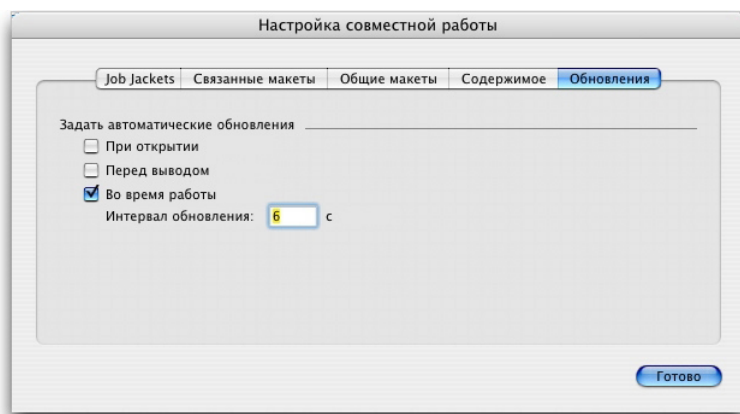 Настройка совместной работы
Job Jackets Связанные макеты Общие макеты Содержимое Обновления
Задать автоматические обновления
При открытии
Перед выводом
Во время работы
Интервал обновления: 6 с
Готово